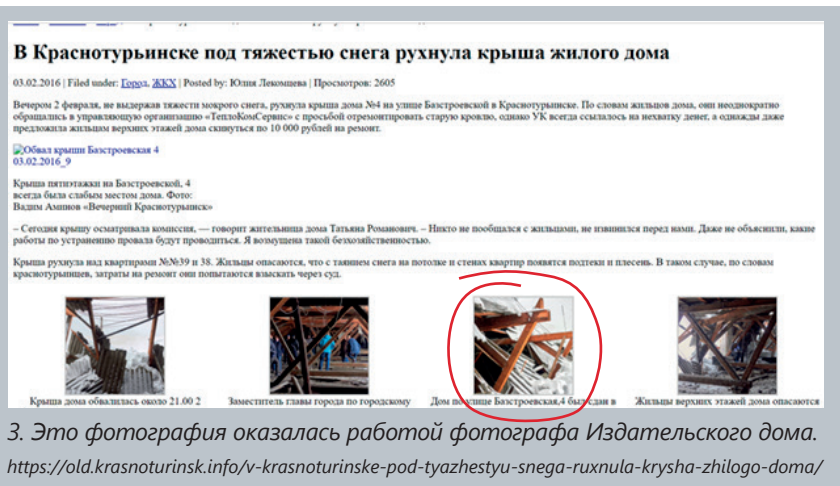 В Краснотурьинске под тяжестью снега рухнула крыша жилого дома
03.02.2016 | Filed under: Город, ЖКХ | Posted by: Юлия Лекомцева | Просмотров: 2605
Вечером 2 февраля, не выдержав тяжести мокрого снега, рухнула крыша дома №4 на улице Базстроевской в Краснотурьинске. По словам жильцов дома, они неоднократно
обращались в управляющую организацию «ТеплоКомСервис» с просьбой отремонтировать старую кровлю, однако УК всегда ссылалось на нехватку денег, а однажды даже
предложила жильцам верхних этажей дома скинуться по 10 000 рублей на ремонт.
Обвал крыши Базстроевская 4
03.02.2016_9
Крыша пятиэтажки на Базстроевской, 4
всегда была слабым местом дома. Фото:
Вадим Аминов «Вечерний Краснотурьинск»
– Сегодня крышу осматривала комиссия, — говорит жительница дома Татьяна Романович. – Никто не пообщался с жильцами, не извинился перед нами. Даже не объяснили, какие
работы по устранению провала будут проводиться. Я возмущена такой безхозяйственностью.
Крыша рухнула над квартирами №№39 и 38. Жильцы опасаются, что с таянием снега на потолке и стенах квартир появятся подтеки и плесень. В таком случае, по словам
краснотурьинцев, затраты на ремонт они попытаются взыскать через суд.
Крыша дома обвалилась около 21.00 2
Заместитель главы города по городскому
Дом по улице Базстроевская,4 был сдан в
Жильцы верхних этажей дома опасаются
3. Это фотография оказалась работой фотографа Издательского дома.
https://old.krasnoturinsk.info/v-krasnoturinske-pod-tyazhestyu-snega-ruxnula-krysha-zhilogo-doma/